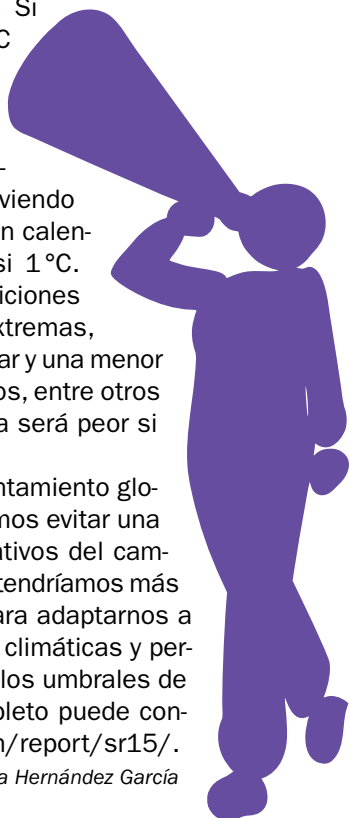 Si
C
-
viendo
n calen-
si 1°C.
iciones
xtremas,
ar y una menor
os, entre otros
a será peor si
ntamiento glo-
mos evitar una
ativos del cam-
tendríamos más
ara adaptarnos a
climáticas y per-
los umbrales de
pleto puede con-
n/report/sr15/.
a Hernández García